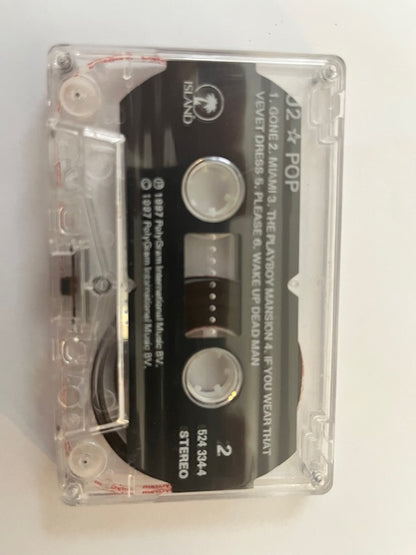 U2 ☆ POP
1. GONE 2. MIAMI 3. THE PLAYBOY MANSION 4. IF YOU WEAR THAT
VEVET DRESS 5. PLEASE 6. WAKE UP DEAD MAN
ISLAND
2
524 334-4
STEREO
℗ 1997 PolyGram International Music BV.
© 1997 PolyGram International Music BV.